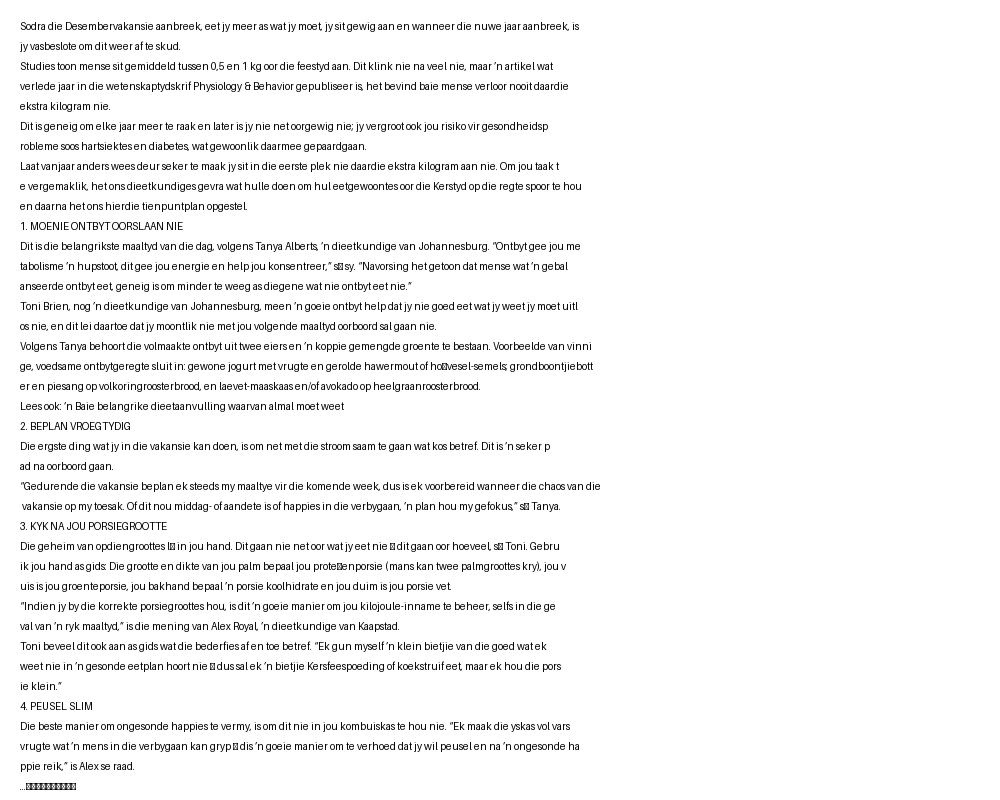 Sodra die Desembervakansie aanbreek, eet jy meer as wat jy moet, jy sit gewig aan en wanneer die nuwe jaar aanbreek, is
jy vasbeslote om dit weer af te skud.
Studies toon mense sit gemiddeld tussen 0,5 en 1 kg oor die feestyd aan. Dit klink nie na veel nie, maar ’n artikel wat
verlede jaar in die wetenskaptydskrif Physiology & Behavior gepubliseer is, het bevind baie mense verloor nooit daardie
ekstra kilogram nie.
Dit is geneig om elke jaar meer te raak en later is jy nie net oorgewig nie; jy vergroot ook jou risiko vir gesondheidsp
robleme soos hartsiektes en diabetes, wat gewoonlik daarmee gepaardgaan.
Laat vanjaar anders wees deur seker te maak jy sit in die eerste plek nie daardie ekstra kilogram aan nie. Om jou taak t
e vergemaklik, het ons dieetkundiges gevra wat hulle doen om hul eetgewoontes oor die Kerstyd op die regte spoor te hou
en daarna het ons hierdie tienpuntplan opgestel.
1. MOENIE ONTBYT OORSLAAN NIE
Dit is die belangrikste maaltyd van die dag, volgens Tanya Alberts, ’n dieetkundige van Johannesburg. “Ontbyt gee jou me
tabolisme ’n hupstoot, dit gee jou energie en help jou konsentreer,” s□ sy. “Navorsing het getoon dat mense wat ’n gebal
anseerde ontbyt eet, geneig is om minder te weeg as diegene wat nie ontbyt eet nie.”
Toni Brien, nog ’n dieetkundige van Johannesburg, meen ’n goeie ontbyt help dat jy nie goed eet wat jy weet jy moet uitl
os nie, en dit lei daartoe dat jy moontlik nie met jou volgende maaltyd oorboord sal gaan nie.
Volgens Tanya behoort die volmaakte ontbyt uit twee eiers en ’n koppie gemengde groente te bestaan. Voorbeelde van vinni
ge, voedsame ontbytgeregte sluit in: gewone jogurt met vrugte en gerolde hawermout of ho□vesel-semels; grondboontjiebott
er en piesang op volkoringroosterbrood, en laevet-maaskaas en/of avokado op heelgraanroosterbrood.
Lees ook: ’n Baie belangrike dieetaanvulling waarvan almal moet weet
2. BEPLAN VROEGTYDIG
Die ergste ding wat jy in die vakansie kan doen, is om net met die stroom saam te gaan wat kos betref. Dit is ’n seker p
ad na oorboord gaan.
“Gedurende die vakansie beplan ek steeds my maaltye vir die komende week, dus is ek voorbereid wanneer die chaos van die
vakansie op my toesak. Of dit nou middag- of aandete is of happies in die verbygaan, ’n plan hou my gefokus,” s□ Tanya.
3. KYK NA JOU PORSIEGROOTTE
Die geheim van opdiengroottes l□ in jou hand. Dit gaan nie net oor wat jy eet nie □ dit gaan oor hoeveel, s□ Toni. Gebru
ik jou hand as gids: Die grootte en dikte van jou palm bepaal jou prote□enporsie (mans kan twee palmgroottes kry), jou v
uis is jou groenteporsie, jou bakhand bepaal ’n porsie koolhidrate en jou duim is jou porsie vet.
“Indien jy by die korrekte porsiegroottes hou, is dit ’n goeie manier om jou kilojoule-inname te beheer, selfs in die ge
val van ’n ryk maaltyd,” is die mening van Alex Royal, ’n dieetkundige van Kaapstad.
Toni beveel dit ook aan as gids wat die bederfies af en toe betref. “Ek gun myself ’n klein bietjie van die goed wat ek
weet nie in ’n gesonde eetplan hoort nie □ dus sal ek ’n bietjie Kersfeespoeding of koekstruif eet, maar ek hou die pors
ie klein.”
4. PEUSEL SLIM
Die beste manier om ongesonde happies te vermy, is om dit nie in jou kombuiskas te hou nie. “Ek maak die yskas vol vars
vrugte wat ’n mens in die verbygaan kan gryp □ dis ’n goeie manier om te verhoed dat jy wil peusel en na ’n ongesonde ha
ppie reik,” is Alex se raad.
...□□□□□□□□□□